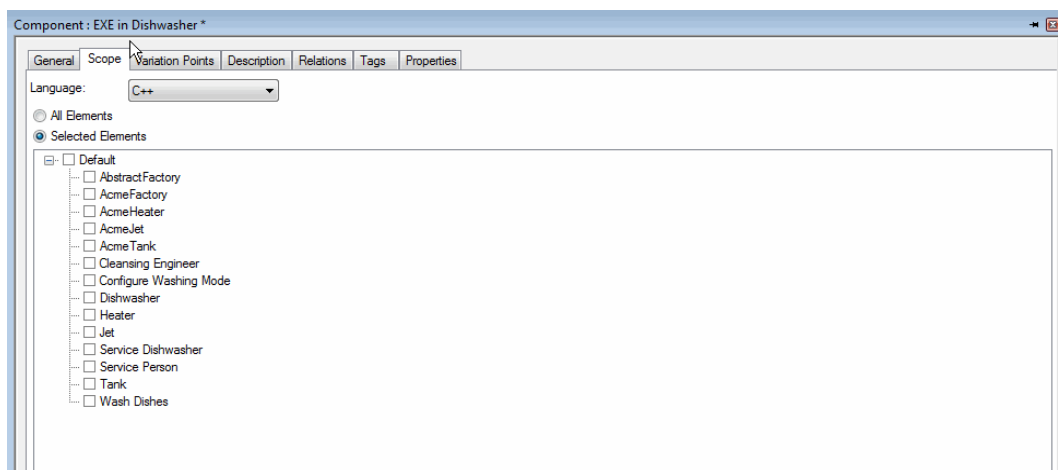 Component : EXE in Dishwasher *
General Scope Variation Points Description Relations Tags Properties
Language: C++
All Elements
Selected Elements
Default
AbstractFactory
AcmeFactory
AcmeHeater
AcmeJet
AcmeTank
Cleansing Engineer
Configure Washing Mode
Dishwasher
Heater
Jet
Service Dishwasher
Service Person
Tank
Wash Dishes